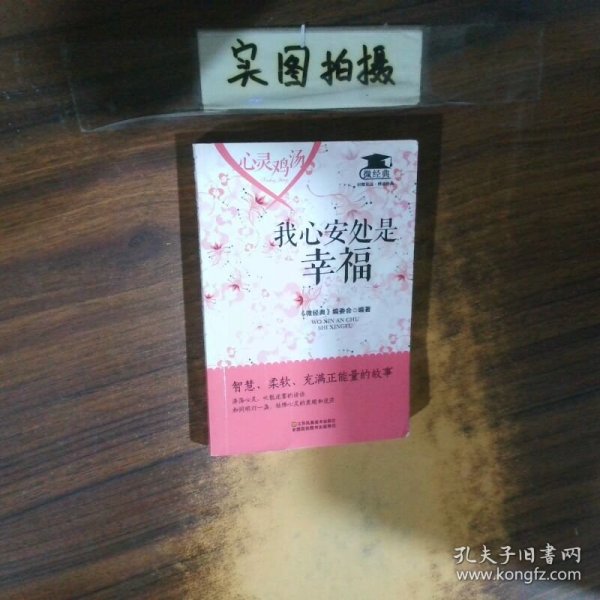 实图拍摄
心灵鸡汤
微经典
我心安处是
幸福
《微经典》编委会◎编著
WO XIN AN CHU
SHI XINGFU
智慧、柔软、充满正能量的故事
孔夫子旧书网
www.kongfz.com